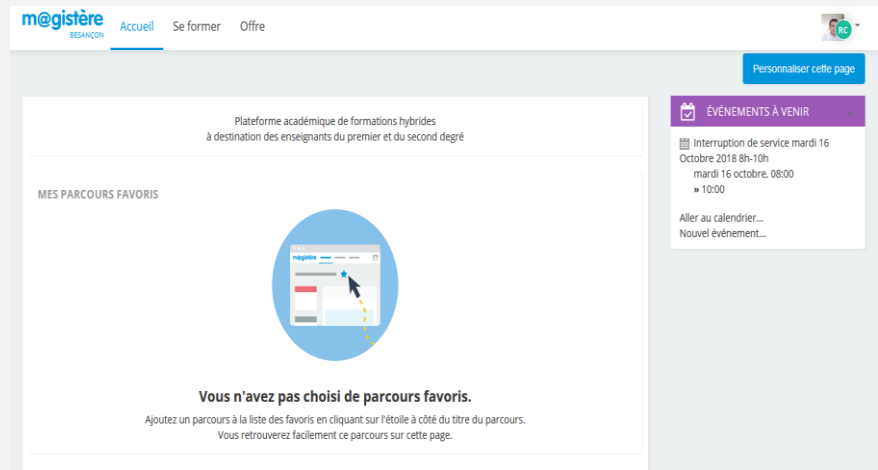 m@gistère
BESANÇON
Accueil
Se former
Offre
RC
Personnaliser cette page
Plateforme académique de formations hybrides
à destination des enseignants du premier et du second degré
MES PARCOURS FAVORIS
m@gistère
Vous n'avez pas choisi de parcours favoris.
Ajoutez un parcours à la liste des favoris en cliquant sur l'étoile à côté du titre du parcours.
Vous retrouverez facilement ce parcours sur cette page.
ÉVÉNEMENTS À VENIR
Interruption de service mardi 16
Octobre 2018 8h-10h
mardi 16 octobre, 08:00
» 10:00
Aller au calendrier...
Nouvel événement...